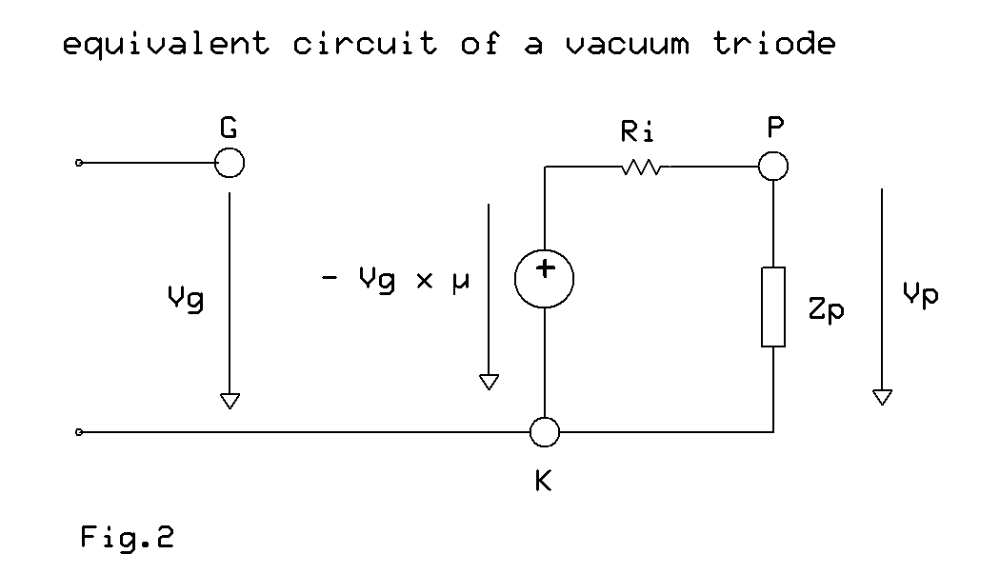 equivalent circuit of a vacuum triode
G
Ri
P
Vg
- Vg x µ
+
Zp
Vp
K
Fig.2